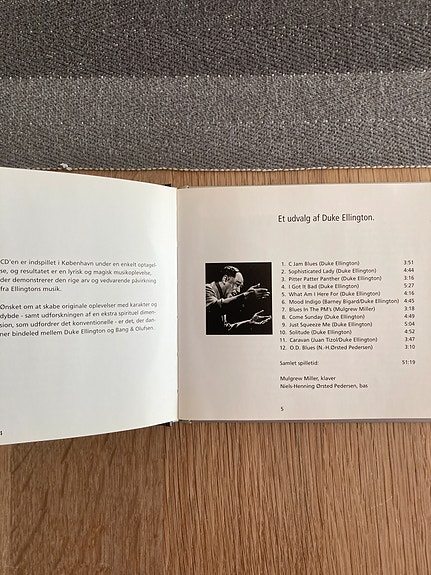 CD'en er indspillet i København under en enkelt optagel-
se, og resultatet er en lyrisk og magisk musikoplevelse,
der demonstrerer den rige arv og vedvarende påvirkning
fra Ellingtons musik.
Ønsket om at skabe originale oplevelser med karakter og
dybde - samt udforskningen af en ekstra spirituel dimen-
sion, som udfordrer det konventionelle - er det, der dan-
ner bindeled mellem Duke Ellington og Bang & Olufsen.
4
Et udvalg af Duke Ellington.
1. C Jam Blues (Duke Ellington) 3:51
2. Sophisticated Lady (Duke Ellington) 4:44
3. Pitter Patter Panther (Duke Ellington) 3:16
4. I Got It Bad (Duke Ellington) 5:27
5. What Am I Here For (Duke Ellington) 4:16
6. Mood Indigo (Barney Bigard/Duke Ellington) 4:45
7. Blues In The PM's (Mulgrew Miller) 3:18
8. Come Sunday (Duke Ellington) 4:49
9. Just Squeeze Me (Duke Ellington) 5:04
10. Solitude (Duke Ellington) 4:52
11. Caravan (Juan Tizol/Duke Ellington) 3:47
12. O.D. Blues (N.-H.Ørsted Pedersen) 3:10
Samlet spilletid: 51:19
Mulgrew Miller, klaver
Niels-Henning Ørsted Pedersen, bas
5